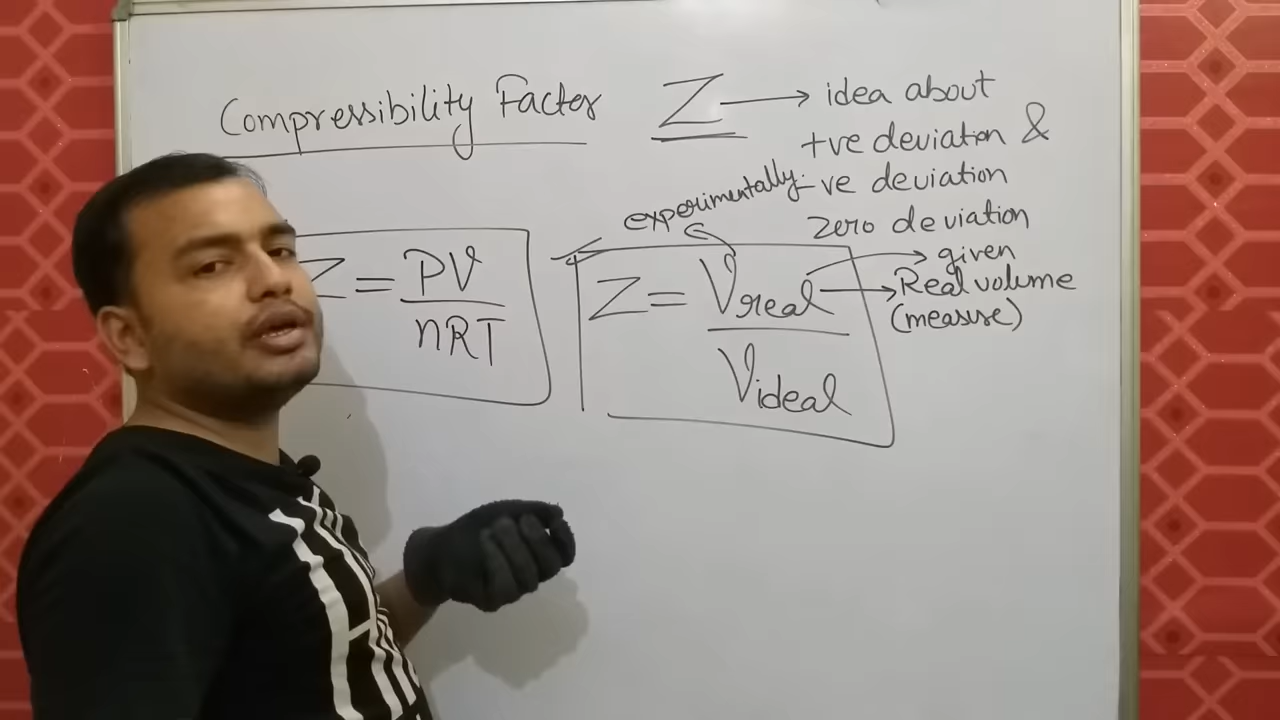 Compressibility Factor
Z → idea about
+ve deviation &
-ve deviation
zero deviation
experimentally
Z = PV/nRT
Z = Vreal/Videal
given
Real volume
(measure)